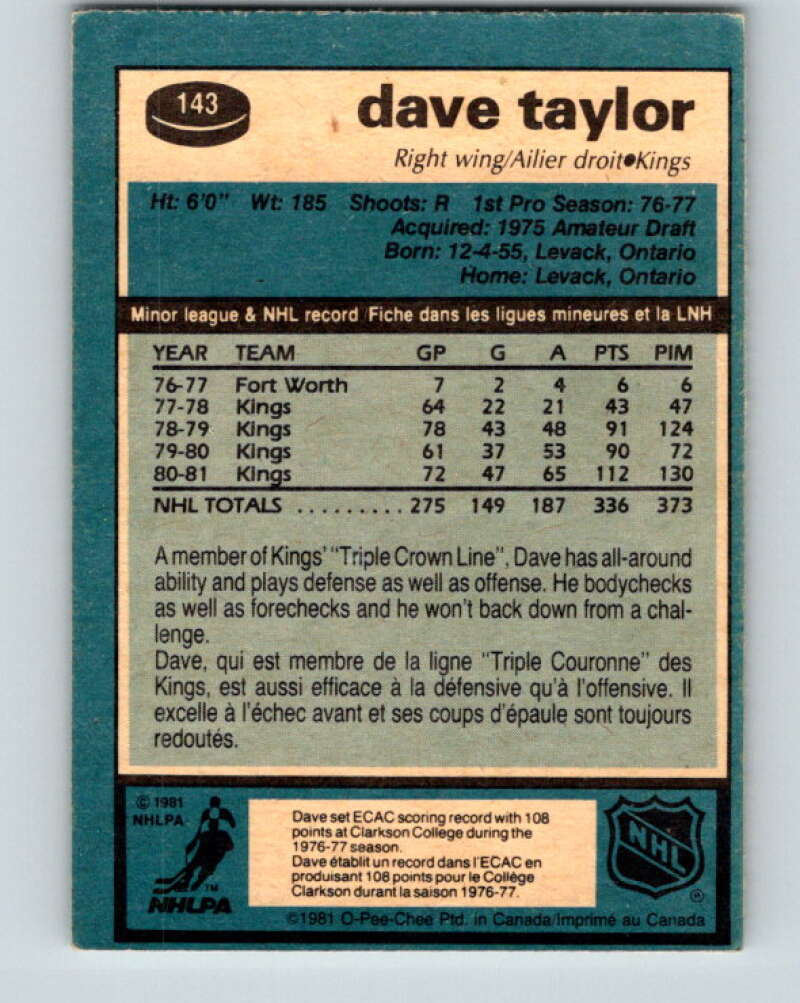 143
dave taylor
Right wing/Ailier droit●Kings
Ht: 6'0" Wt: 185 Shoots: R 1st Pro Season: 76-77
Acquired: 1975 Amateur Draft
Born: 12-4-55, Levack, Ontario
Home: Levack, Ontario
Minor league & NHL record/Fiche dans les ligues mineures et la LNH
YEAR TEAM GP G A PTS PIM
76-77 Fort Worth 7 2 4 6 6
77-78 Kings 64 22 21 43 47
78-79 Kings 78 43 48 91 124
79-80 Kings 61 37 53 90 72
80-81 Kings 72 47 65 112 130
NHL TOTALS ......... 275 149 187 336 373
A member of Kings' "Triple Crown Line", Dave has all-around
ability and plays defense as well as offense. He bodychecks
as well as forechecks and he won't back down from a chal-
lenge.
Dave, qui est membre de la ligne "Triple Couronne" des
Kings, est aussi efficace à la défensive qu'à l'offensive. Il
excelle à l'échec avant et ses coups d'épaule sont toujours
redoutés.
© 1981
NHLPA
TM
NHLPA
Dave set ECAC scoring record with 108
points at Clarkson College during the
1976-77 season.
Dave établit un record dans l'ECAC en
produisant 108 points pour le Collège
Clarkson durant la saison 1976-77.
NHL
®
©1981 O-Pee-Chee Ptd. in Canada/Imprimé au Canada